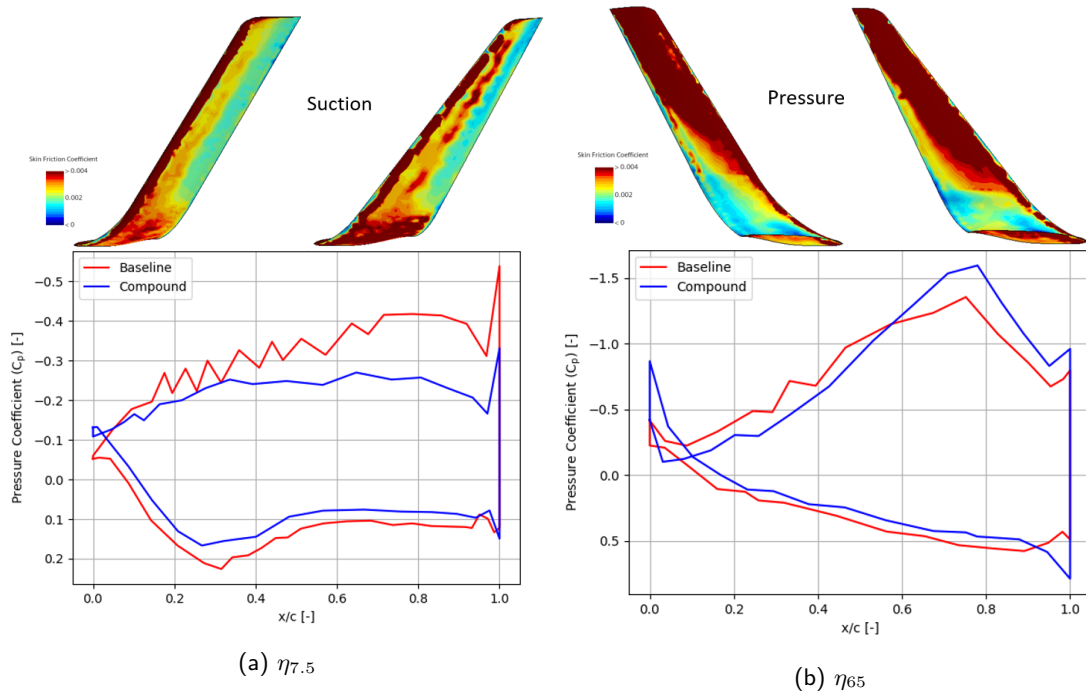 Suction
Pressure
Skin Friction Coefficient
> 0.004
0.002
< 0
Skin Friction Coefficient
> 0.004
0.002
< 0
Baseline
Compound
−0.5
−0.4
−0.3
−0.2
−0.1
0.0
0.1
0.2
Pressure Coefficient (Cₚ) [-]
0.0 0.2 0.4 0.6 0.8 1.0
x/c [-]
(a) η₇.₅
Baseline
Compound
−1.5
−1.0
−0.5
0.0
0.5
Pressure Coefficient (Cₚ) [-]
0.0 0.2 0.4 0.6 0.8 1.0
x/c [-]
(b) η₆₅